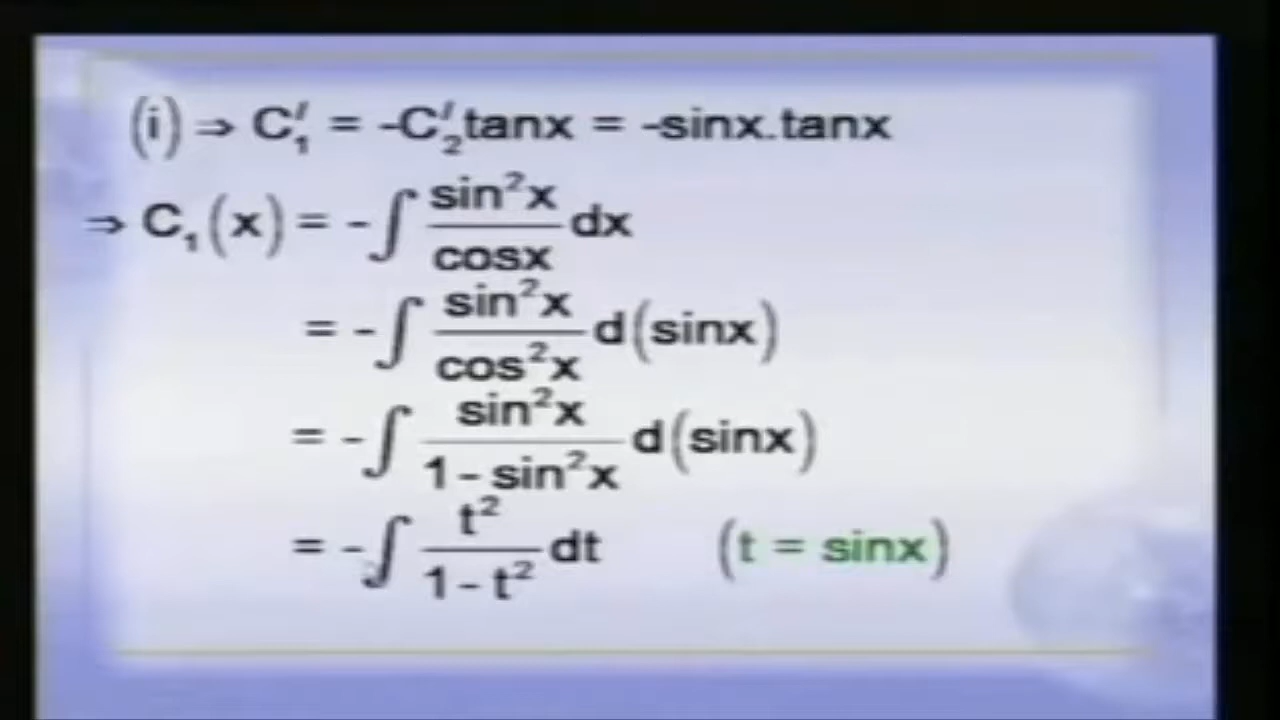 (i) ⇒ C₁′ = -C₂′tanx = -sinx.tanx
⇒ C₁(x) = -∫ sin²x/cosx dx
= -∫ sin²x/cos²x d(sinx)
= -∫ sin²x/1-sin²x d(sinx)
= -∫ t²/1-t² dt (t = sinx)